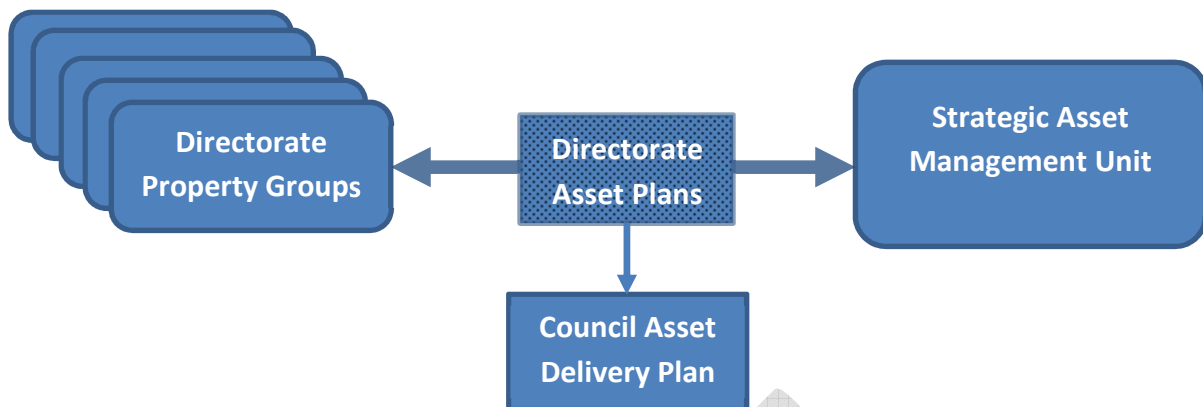 Directorate
Property Groups
Directorate
Asset Plans
Strategic Asset
Management Unit
Council Asset
Delivery Plan